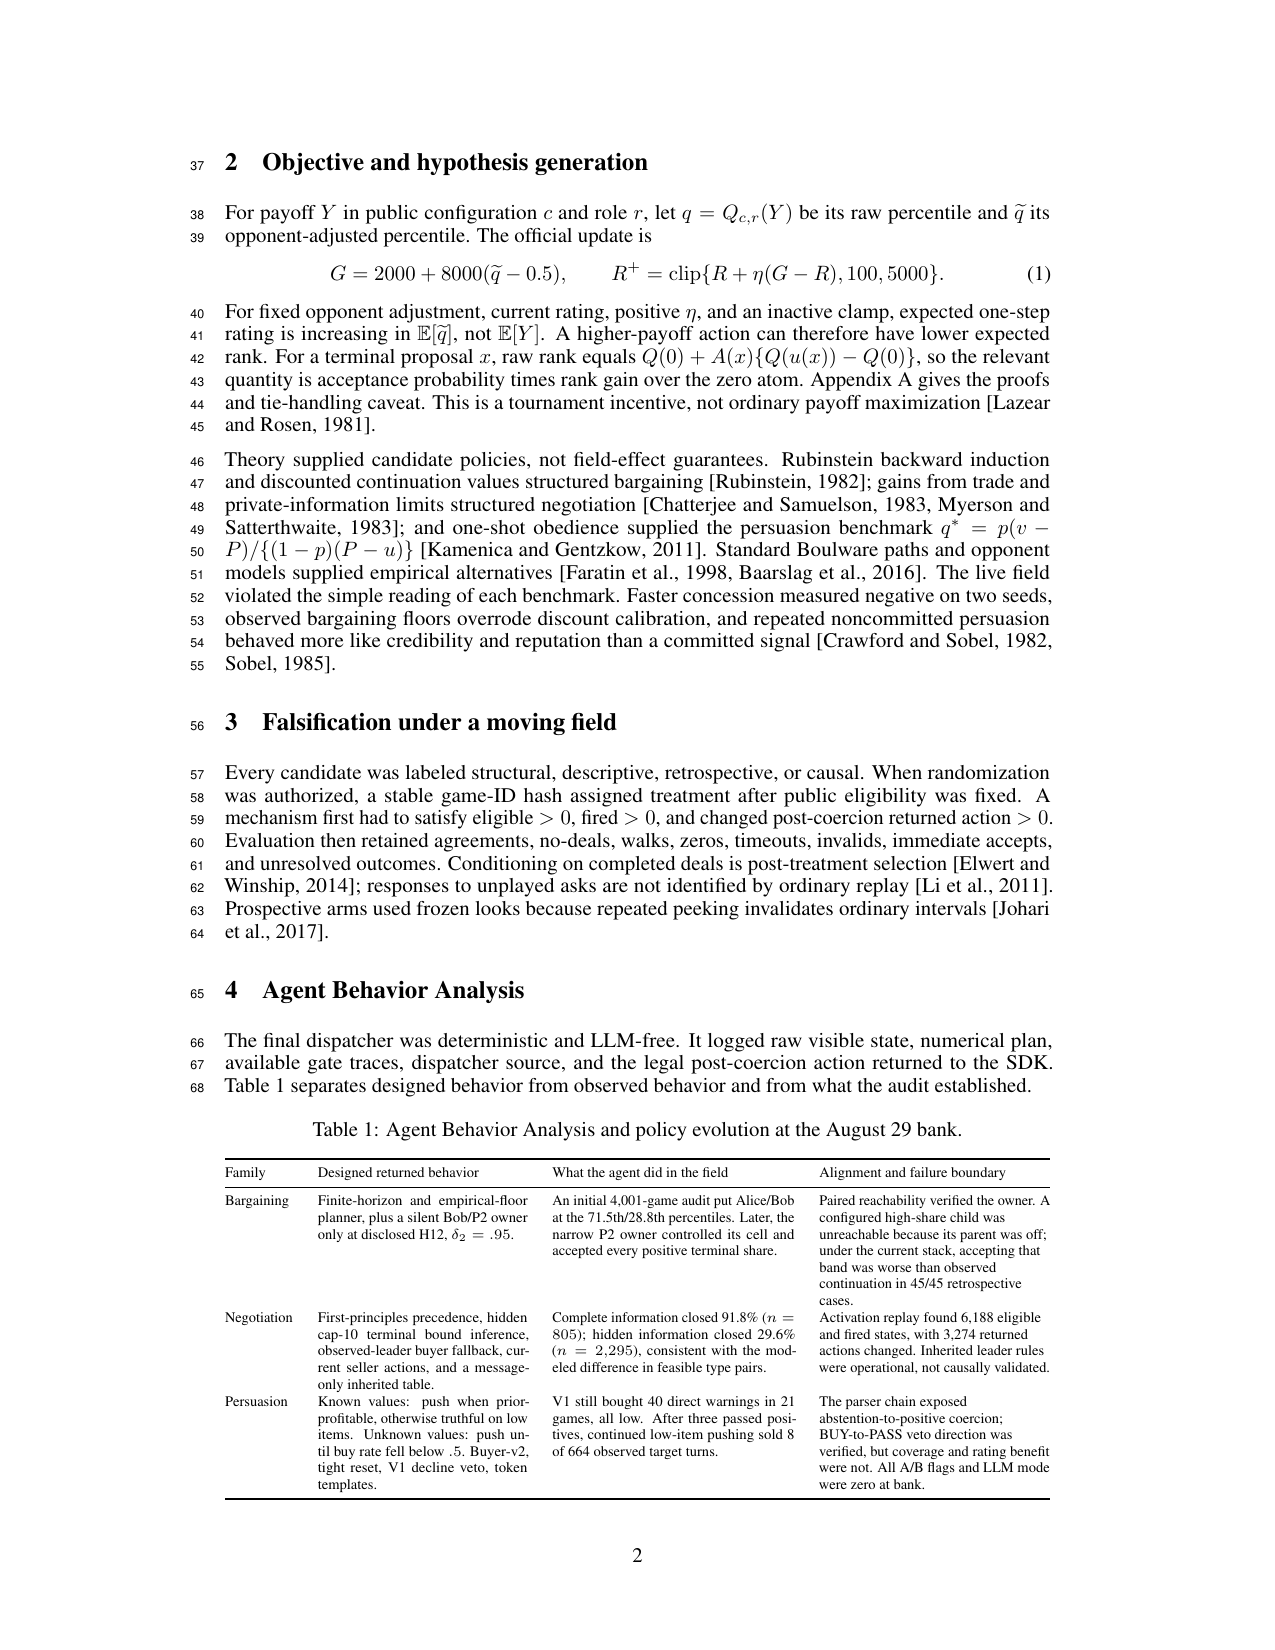 37 2 Objective and hypothesis generation
38 For payoff Y in public configuration c and role r, let q = Q_{c,r}(Y) be its raw percentile and q̃ its
39 opponent-adjusted percentile. The official update is
G = 2000 + 8000(q̃ − 0.5), R⁺ = clip{R + η(G − R), 100, 5000}. (1)
40 For fixed opponent adjustment, current rating, positive η, and an inactive clamp, expected one-step
41 rating is increasing in 𝔼[q̃], not 𝔼[Y]. A higher-payoff action can therefore have lower expected
42 rank. For a terminal proposal x, raw rank equals Q(0) + A(x){Q(u(x)) − Q(0)}, so the relevant
43 quantity is acceptance probability times rank gain over the zero atom. Appendix A gives the proofs
44 and tie-handling caveat. This is a tournament incentive, not ordinary payoff maximization [Lazear
45 and Rosen, 1981].
46 Theory supplied candidate policies, not field-effect guarantees. Rubinstein backward induction
47 and discounted continuation values structured bargaining [Rubinstein, 1982]; gains from trade and
48 private-information limits structured negotiation [Chatterjee and Samuelson, 1983, Myerson and
49 Satterthwaite, 1983]; and one-shot obedience supplied the persuasion benchmark q* = p(v −
50 P)/{(1 − p)(P − u)} [Kamenica and Gentzkow, 2011]. Standard Boulware paths and opponent
51 models supplied empirical alternatives [Faratin et al., 1998, Baarslag et al., 2016]. The live field
52 violated the simple reading of each benchmark. Faster concession measured negative on two seeds,
53 observed bargaining floors overrode discount calibration, and repeated noncommitted persuasion
54 behaved more like credibility and reputation than a committed signal [Crawford and Sobel, 1982,
55 Sobel, 1985].
56 3 Falsification under a moving field
57 Every candidate was labeled structural, descriptive, retrospective, or causal. When randomization
58 was authorized, a stable game-ID hash assigned treatment after public eligibility was fixed. A
59 mechanism first had to satisfy eligible > 0, fired > 0, and changed post-coercion returned action > 0.
60 Evaluation then retained agreements, no-deals, walks, zeros, timeouts, invalids, immediate accepts,
61 and unresolved outcomes. Conditioning on completed deals is post-treatment selection [Elwert and
62 Winship, 2014]; responses to unplayed asks are not identified by ordinary replay [Li et al., 2011].
63 Prospective arms used frozen looks because repeated peeking invalidates ordinary intervals [Johari
64 et al., 2017].
65 4 Agent Behavior Analysis
66 The final dispatcher was deterministic and LLM-free. It logged raw visible state, numerical plan,
67 available gate traces, dispatcher source, and the legal post-coercion action returned to the SDK.
68 Table 1 separates designed behavior from observed behavior and from what the audit established.
Table 1: Agent Behavior Analysis and policy evolution at the August 29 bank.
Family Designed returned behavior What the agent did in the field Alignment and failure boundary
Bargaining Finite-horizon and empirical-floor An initial 4,001-game audit put Alice/Bob Paired reachability verified the owner. A
planner, plus a silent Bob/P2 owner at the 71.5th/28.8th percentiles. Later, the configured high-share child was
only at disclosed H12, δ₂ = .95. narrow P2 owner controlled its cell and unreachable because its parent was off;
accepted every positive terminal share. under the current stack, accepting that
band was worse than observed
continuation in 45/45 retrospective
cases.
Negotiation First-principles precedence, hidden Complete information closed 91.8% (n = Activation replay found 6,188 eligible
cap-10 terminal bound inference, 805); hidden information closed 29.6% and fired states, with 3,274 returned
observed-leader buyer fallback, cur- (n = 2,295), consistent with the mod- actions changed. Inherited leader rules
rent seller actions, and a message- eled difference in feasible type pairs. were operational, not causally validated.
only inherited table.
Persuasion Known values: push when prior- V1 still bought 40 direct warnings in 21 The parser chain exposed
profitable, otherwise truthful on low games, all low. After three passed posi- abstention-to-positive coercion;
items. Unknown values: push un- tives, continued low-item pushing sold 8 BUY-to-PASS veto direction was
til buy rate fell below .5. Buyer-v2, of 664 observed target turns. verified, but coverage and rating benefit
tight reset, V1 decline veto, token were not. All A/B flags and LLM mode
templates. were zero at bank.
2